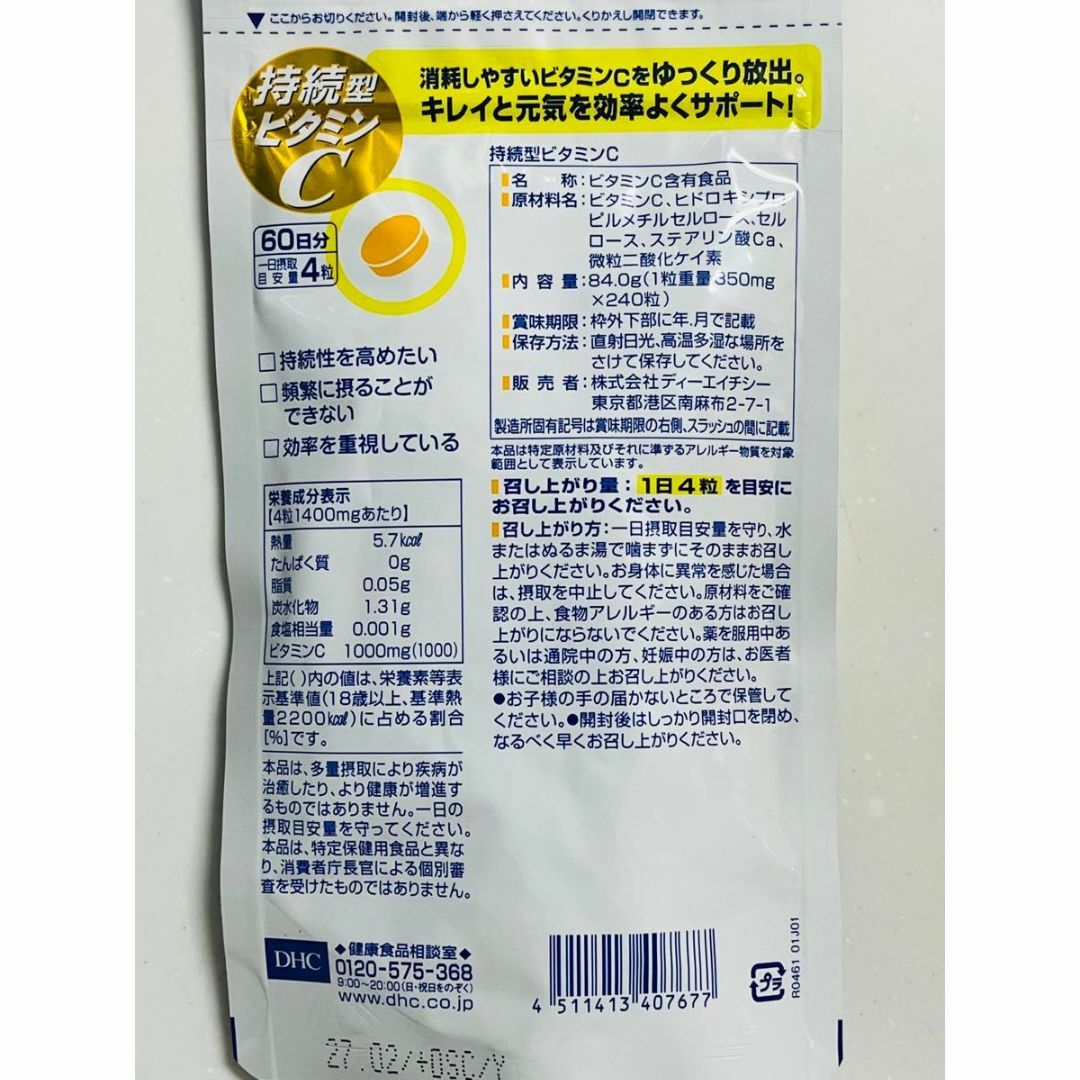 ▼ここからお切りください。開封後、端から軽く押さえてください。くりかえし開閉できます。
持続型
ビタミン
C
消耗しやすいビタミンCをゆっくり放出。
キレイと元気を効率よくサポート!
60日分
一日摂取
目安量4粒
□持続性を高めたい
□頻繁に摂ることが
できない
□効率を重視している
栄養成分表示
[4粒1400mgあたり]
熱量 5.7kcal
たんぱく質 0g
脂質 0.05g
炭水化物 1.31g
食塩相当量 0.001g
ビタミンC 1000mg(1000)
上記( )内の値は、栄養素等表
示基準値(18歳以上、基準熱
量2200kcal)に占める割合
[%]です。
本品は、多量摂取により疾病が
治癒したり、より健康が増進す
るものではありません。一日の
摂取目安量を守ってください。
本品は、特定保健用食品と異な
り、消費者庁長官による個別審
査を受けたものではありません。
持続型ビタミンC
名称:ビタミンC含有食品
原材料名:ビタミンC、ヒドロキシプロ
ピルメチルセルロース、セル
ロース、ステアリン酸Ca、
微粒二酸化ケイ素
内容量:84.0g(1粒重量350mg
×240粒)
賞味期限:枠外下部に年.月で記載
保存方法:直射日光、高温多湿な場所を
さけて保存してください。
販売者:株式会社ディーエイチシー
東京都港区南麻布2-7-1
製造所固有記号は賞味期限の右側、スラッシュの間に記載
本品は特定原材料及びそれに準ずるアレルギー物質を対象
範囲として表示しています。
召し上がり量:1日4粒を目安に
お召し上がりください。
召し上がり方:一日摂取目安量を守り、水
またはぬるま湯で噛まずにそのままお召し
上がりください。お身体に異常を感じた場合
は、摂取を中止してください。原材料をご確
認の上、食物アレルギーのある方はお召し
上がりにならないでください。薬を服用中あ
るいは通院中の方、妊娠中の方は、お医者
様にご相談の上お召し上がりください。
●お子様の手の届かないところで保管して
ください。●開封後はしっかり開封口を閉め、
なるべく早くお召し上がりください。
DHC
◆健康食品相談室◆
0120-575-368
9:00~20:00(日・祝日をのぞく)
www.dhc.co.jp
4 511413 407677
プラ
R0461 01J01
27.02/+09C/Y